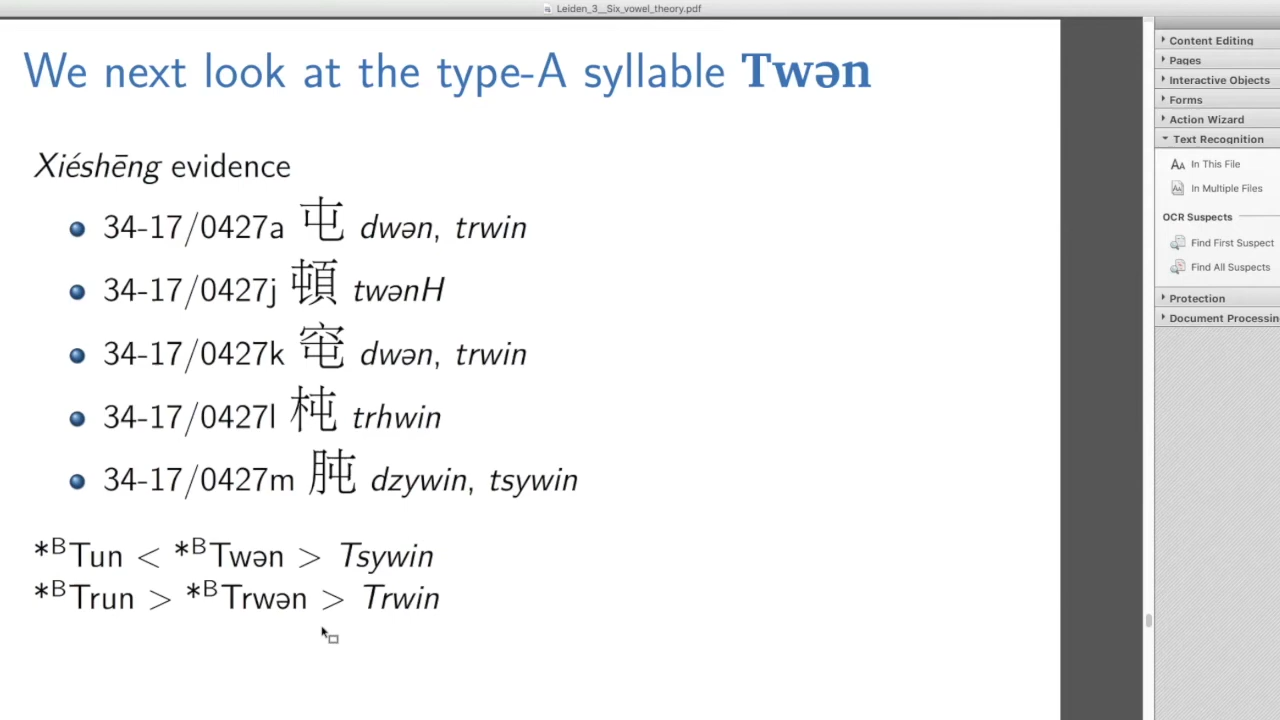 Leiden_3__Six_vowel_theory.pdf
We next look at the type-A syllable Twən
Xiéshēng evidence
34-17/0427a 屯 dwən, trwin
34-17/0427j 頓 twənH
34-17/0427k 窀 dwən, trwin
34-17/0427l 杶 trhwin
34-17/0427m 肫 dzywin, tsywin
*ᴮTun < *ᴮTwən > Tsywin
*ᴮTrun > *ᴮTrwən > Trwin
Content Editing
Pages
Interactive Objects
Forms
Action Wizard
Text Recognition
In This File
In Multiple Files
OCR Suspects
Find First Suspect
Find All Suspects
Protection
Document Processin